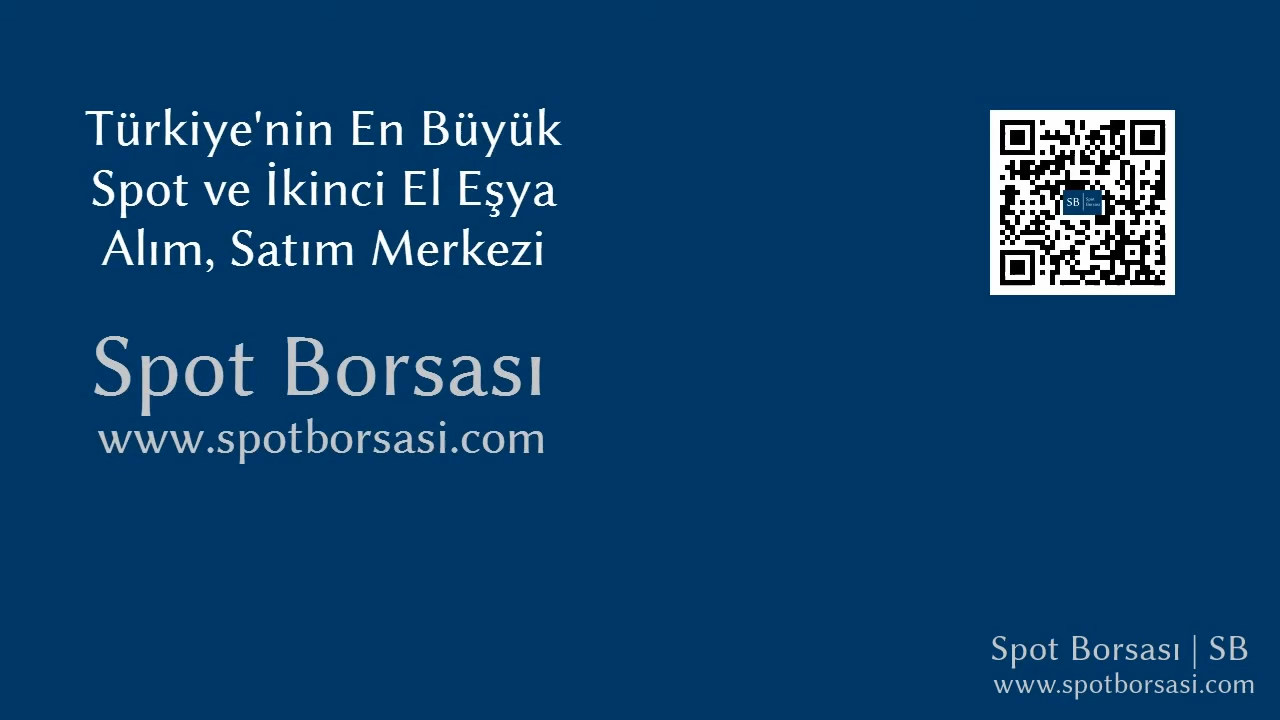 Türkiye'nin En Büyük
Spot ve İkinci El Eşya
Alım, Satım Merkezi
Spot Borsası
www.spotborsasi.com
SB
Spot Borsası | SB
www.spotborsasi.com